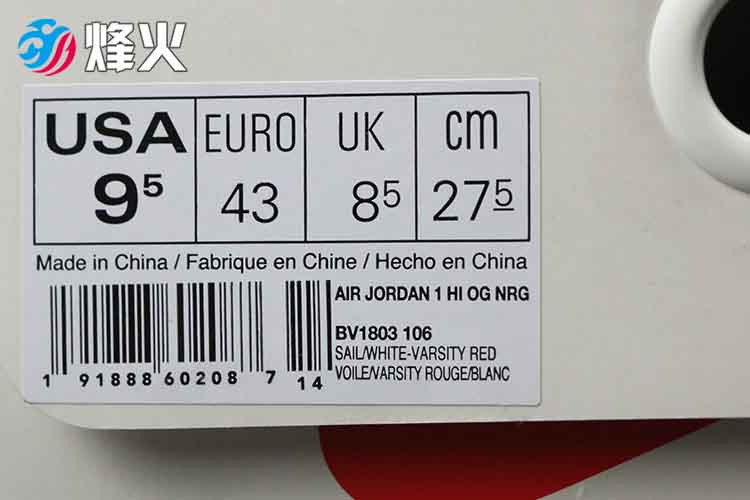 烽火
USA EURO UK cm
9⁵ 43 8⁵ 27⁵
Made in China / Fabrique en Chine / Hecho en China
AIR JORDAN 1 HI OG NRG
BV1803 106
SAIL/WHITE-VARSITY RED
VOILE/VARSITY ROUGE/BLANC
1 91888 60208 7 14